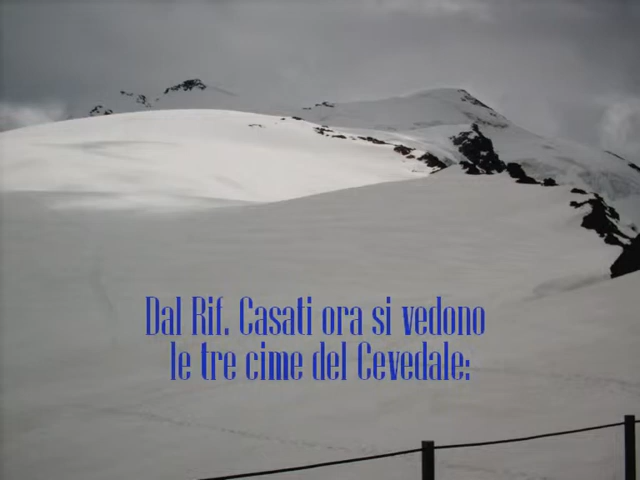 Dal Rif. Casati ora si vedono
le tre cime del Cevedale: